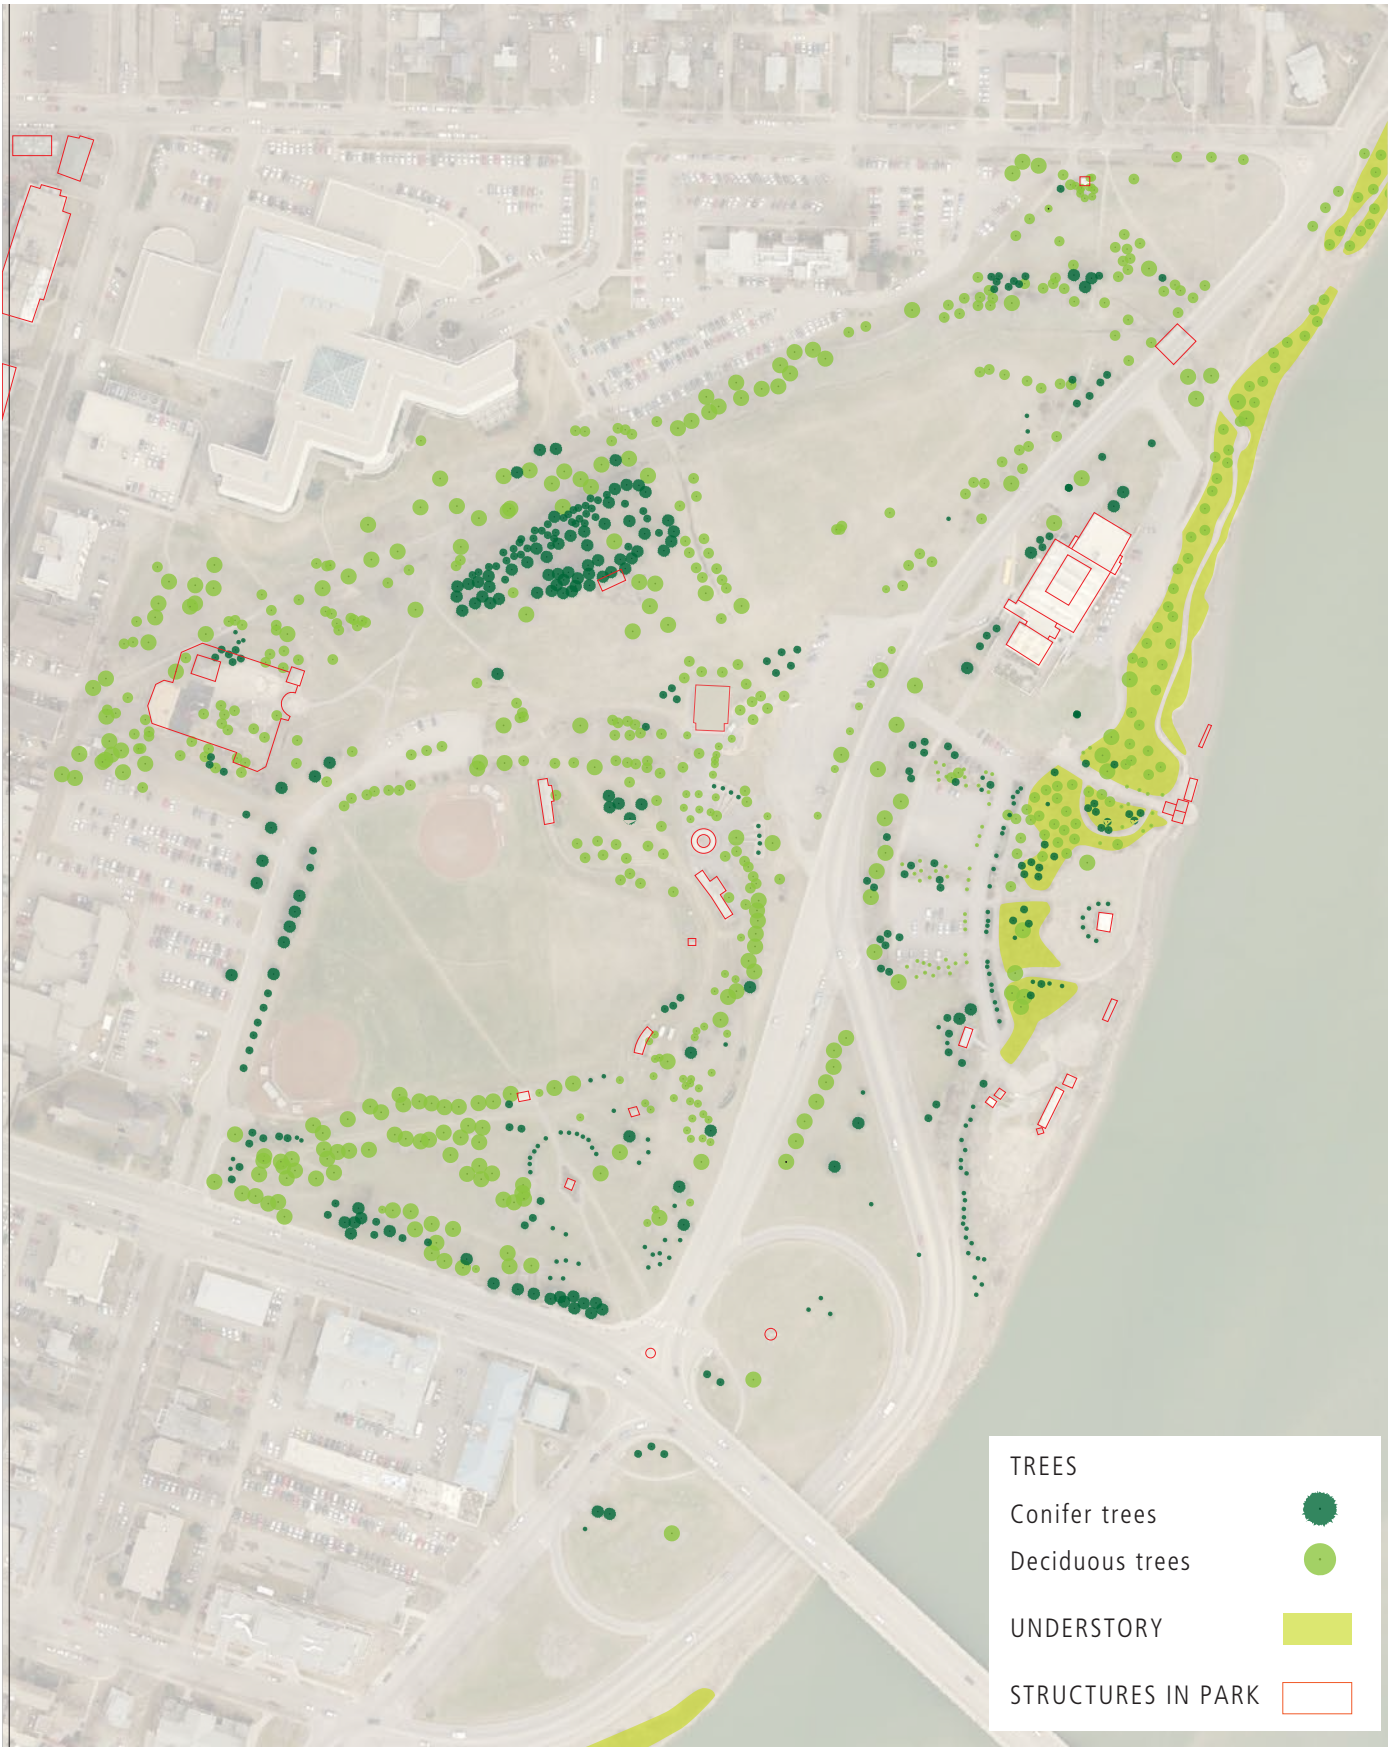 TREES
Conifer trees
Deciduous trees
UNDERSTORY
STRUCTURES IN PARK